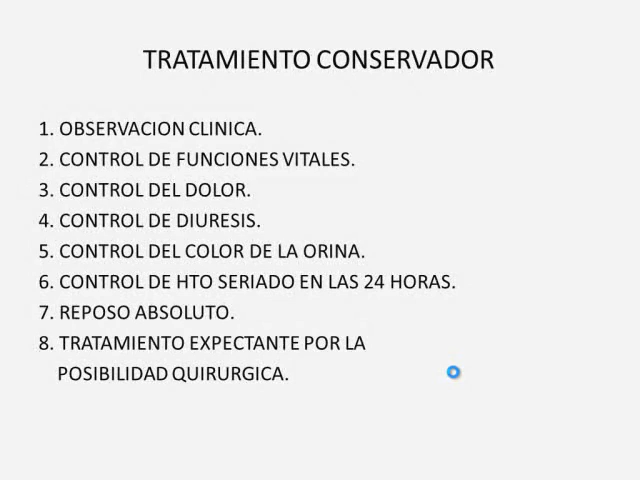 TRATAMIENTO CONSERVADOR
1. OBSERVACION CLINICA.
2. CONTROL DE FUNCIONES VITALES.
3. CONTROL DEL DOLOR.
4. CONTROL DE DIURESIS.
5. CONTROL DEL COLOR DE LA ORINA.
6. CONTROL DE HTO SERIADO EN LAS 24 HORAS.
7. REPOSO ABSOLUTO.
8. TRATAMIENTO EXPECTANTE POR LA
POSIBILIDAD QUIRURGICA.